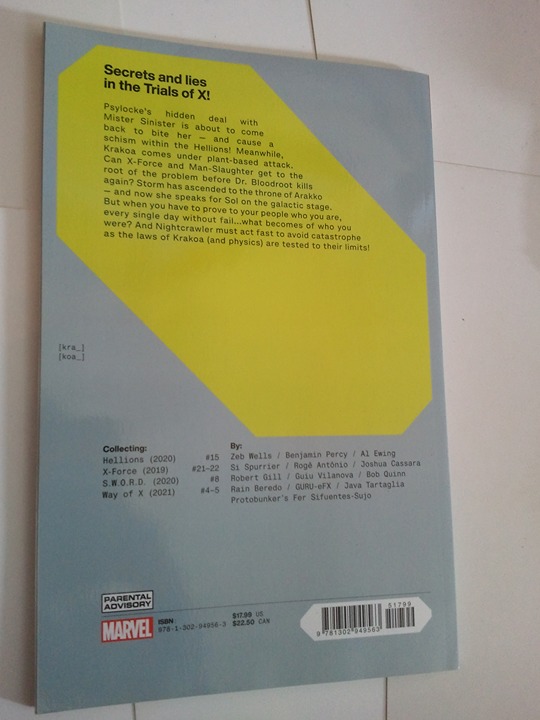 Secrets and lies
in the Trials of X!
Psylocke's hidden deal with
Mister Sinister is about to come
back to bite her — and cause a
schism within the Hellions! Meanwhile,
Krakoa comes under plant-based attack.
Can X-Force and Man-Slaughter get to the
root of the problem before Dr. Bloodroot kills
again? Storm has ascended to the throne of Arakko
— and now she speaks for Sol on the galactic stage.
But when you have to prove to your people who you are,
every single day without fail...what becomes of who you
were? And Nightcrawler must act fast to avoid catastrophe
as the laws of Krakoa (and physics) are tested to their limits!
[kra_]
[koa_]
Collecting:
Hellions (2020) #15
X-Force (2019) #21-22
S.W.O.R.D. (2020) #8
Way of X (2021) #4-5
By:
Zeb Wells / Benjamin Percy / Al Ewing
Si Spurrier / Rogê Antônio / Joshua Cassara
Robert Gill / Guiu Vilanova / Bob Quinn
Rain Beredo / GURU-eFX / Java Tartaglia
Protobunker's Fer Sifuentes-Sujo
PARENTAL
ADVISORY
MARVEL
ISBN
978-1-302-94956-3
$17.99 US
$22.50 CAN
51799
9 781302 949563